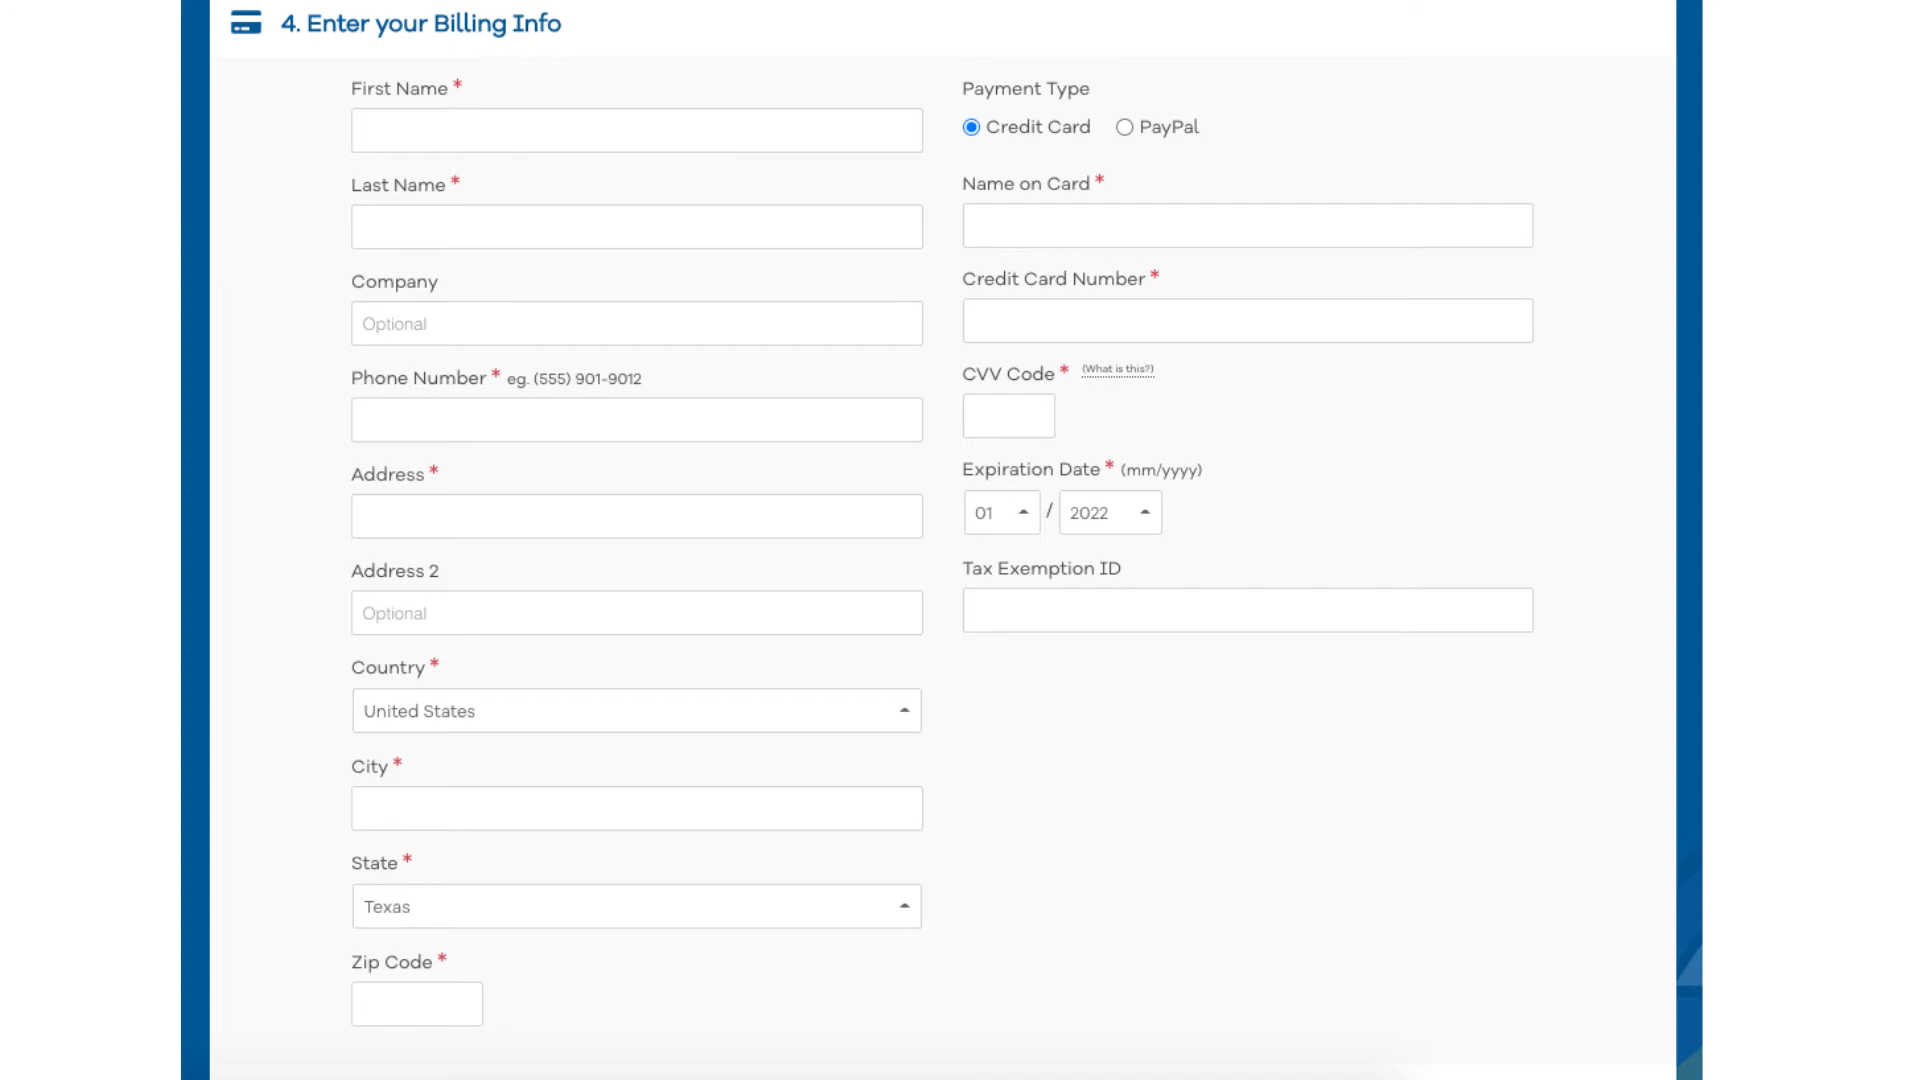 4. Enter your Billing Info
First Name *
Last Name *
Company
Optional
Phone Number * eg. (555) 901-9012
Address *
Address 2
Optional
Country *
United States
City *
State *
Texas
Zip Code *
Payment Type
Credit Card PayPal
Name on Card *
Credit Card Number *
CVV Code * (What is this?)
Expiration Date * (mm/yyyy)
01 / 2022
Tax Exemption ID